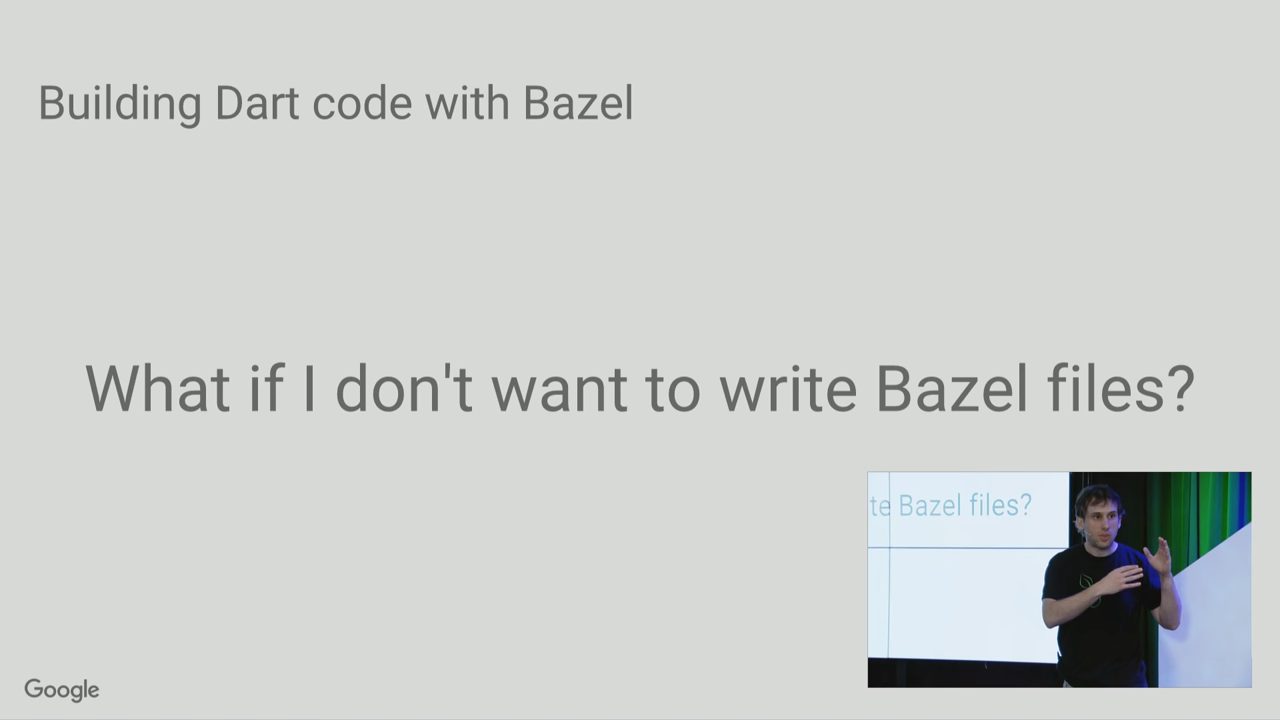 Building Dart code with Bazel
What if I don't want to write Bazel files?
te Bazel files?
Google